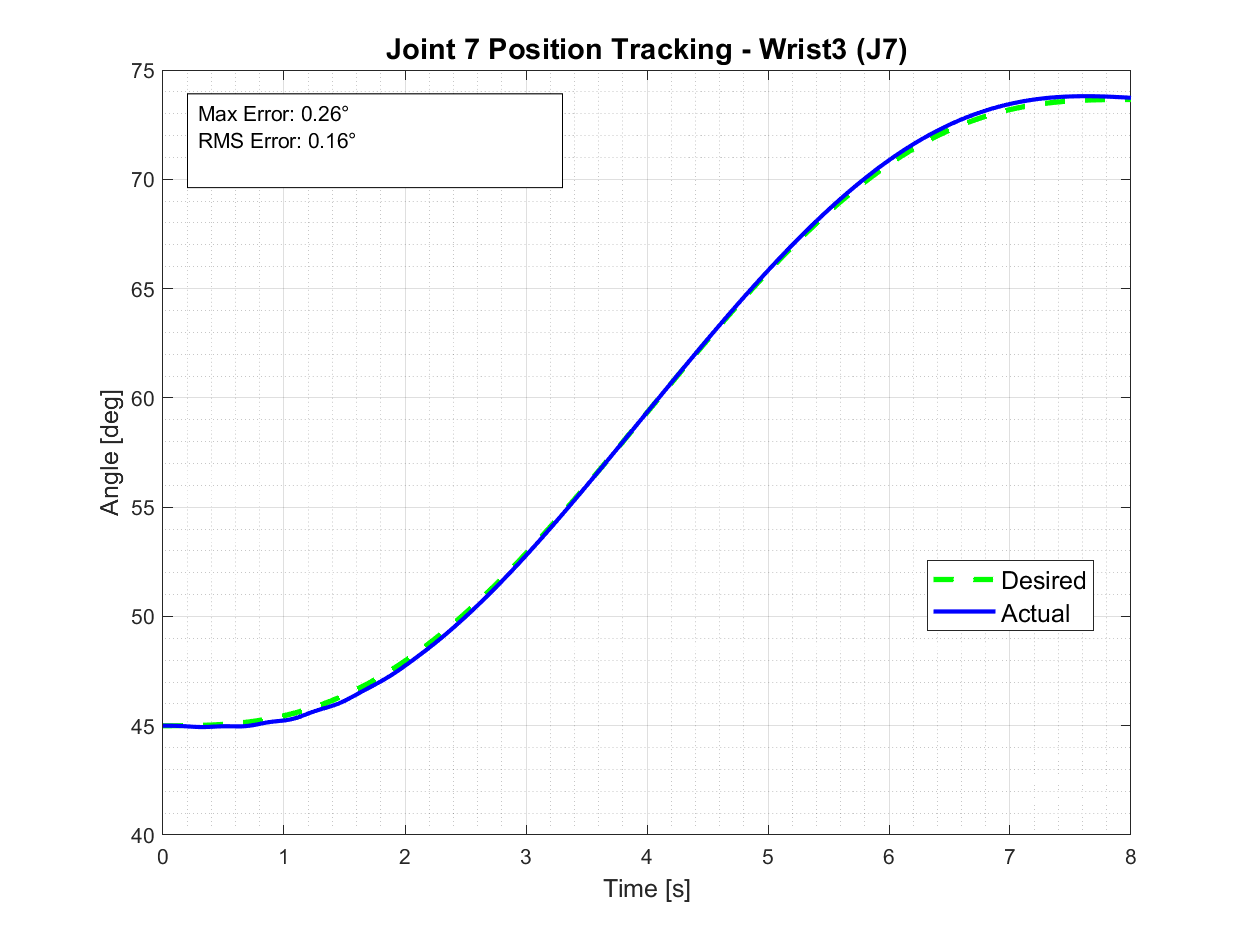 Joint 7 Position Tracking - Wrist3 (J7)
Max Error: 0.26°
RMS Error: 0.16°
75
70
65
60
55
50
45
40
Angle [deg]
Desired
Actual
0 1 2 3 4 5 6 7 8
Time [s]